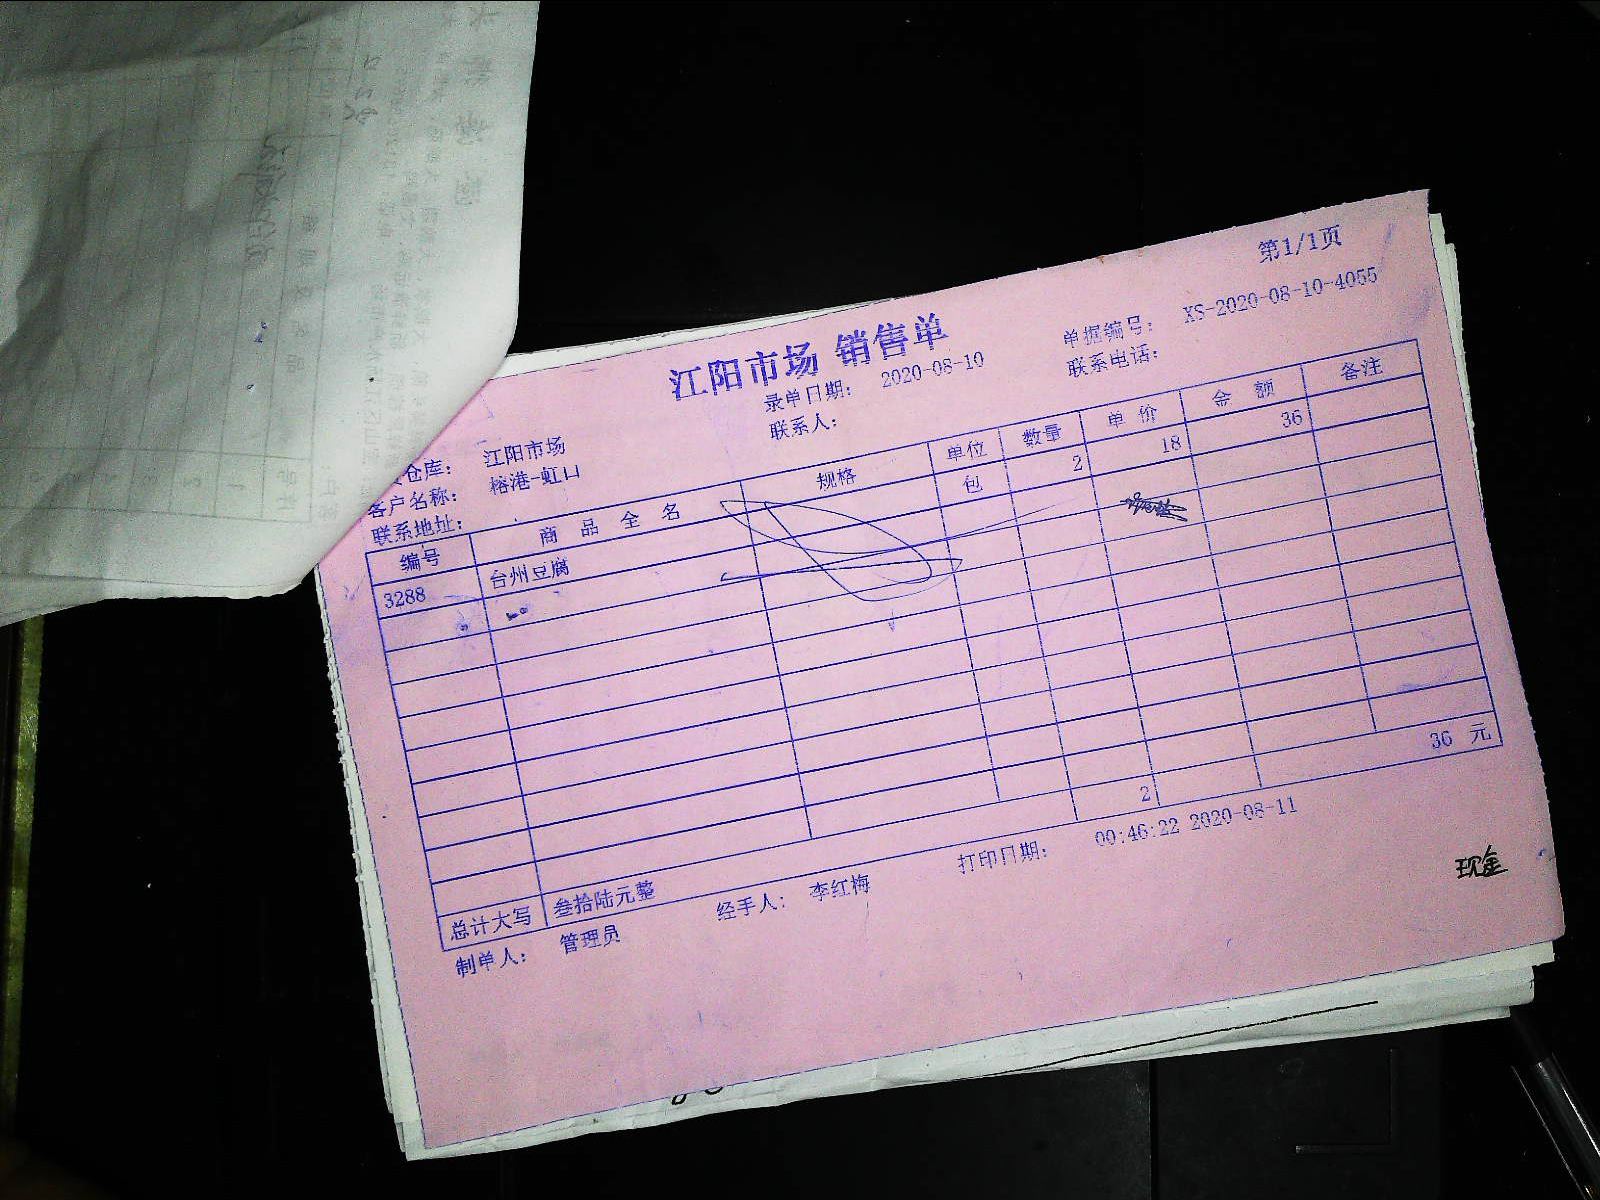 第1/1页
江阳市场 销售单
录单日期： 2020-08-10 单据编号： XS-2020-08-10-4055
联系人： 联系电话：
仓库： 江阳市场
客户名称： 榕港-虹口
联系地址：
编号 商品全名 规格 单位 数量 单价 金额 备注
3288 台州豆腐 包 2 18 36
2 36 元
总计大写 叁拾陆元整
制单人： 管理员 经手人： 李红梅 打印日期： 00:46:22 2020-08-11
现金